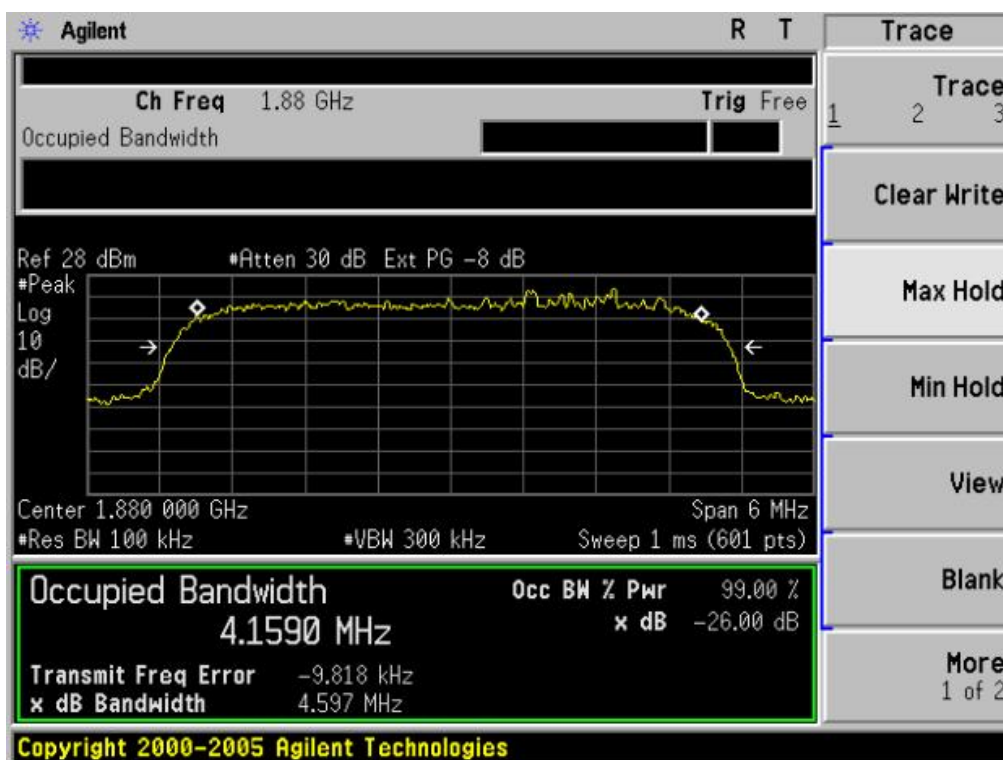 Agilent R T Trace
Ch Freq 1.88 GHz Trig Free
Occupied Bandwidth
Trace
1 2 3
Clear Write
Max Hold
Min Hold
View
Blank
More
1 of 2
Ref 28 dBm #Atten 30 dB Ext PG -8 dB
#Peak
Log
10
dB/
Center 1.880 000 GHz Span 6 MHz
#Res BW 100 kHz #VBW 300 kHz Sweep 1 ms (601 pts)
Occupied Bandwidth
4.1590 MHz
Occ BW % Pwr 99.00 %
x dB -26.00 dB
Transmit Freq Error -9.818 kHz
x dB Bandwidth 4.597 MHz
Copyright 2000-2005 Agilent Technologies